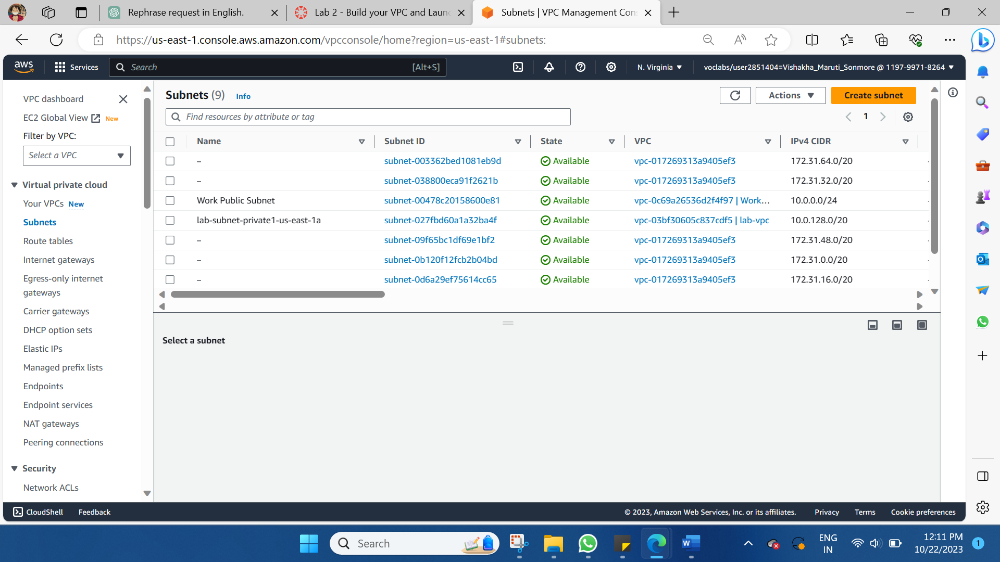 Rephrase request in English.
Lab 2 - Build your VPC and Laun
Subnets | VPC Management Con
https://us-east-1.console.aws.amazon.com/vpcconsole/home?region=us-east-1#subnets:
aws
Services
Search
[Alt+S]
N. Virginia
voclabs/user2851404=Vishakha_Maruti_Sonmore @ 1197-9971-8264
VPC dashboard
EC2 Global View
New
Filter by VPC:
Select a VPC
Virtual private cloud
Your VPCs New
Subnets
Route tables
Internet gateways
Egress-only internet
gateways
Carrier gateways
DHCP option sets
Elastic IPs
Managed prefix lists
Endpoints
Endpoint services
NAT gateways
Peering connections
Security
Network ACLs
Subnets (9) Info
Actions
Create subnet
Find resources by attribute or tag
1
Name Subnet ID State VPC IPv4 CIDR
– subnet-003362bed1081eb9d Available vpc-017269313a9405ef3 172.31.64.0/20
– subnet-038800eca91f2621b Available vpc-017269313a9405ef3 172.31.32.0/20
Work Public Subnet subnet-00478c20158600e81 Available vpc-0c69a26536d2f4f97 | Work... 10.0.0.0/24
lab-subnet-private1-us-east-1a subnet-027fbd60a1a32ba4f Available vpc-03bf30605c837cdf5 | lab-vpc 10.0.128.0/20
– subnet-09f65bc1df69e1bf2 Available vpc-017269313a9405ef3 172.31.48.0/20
– subnet-0b120f12fcb2b04bd Available vpc-017269313a9405ef3 172.31.0.0/20
– subnet-0d6a29ef75614cc65 Available vpc-017269313a9405ef3 172.31.16.0/20
Select a subnet
CloudShell Feedback
© 2023, Amazon Web Services, Inc. or its affiliates. Privacy Terms Cookie preferences
Search
ENG
IN
12:11 PM
10/22/2023
1